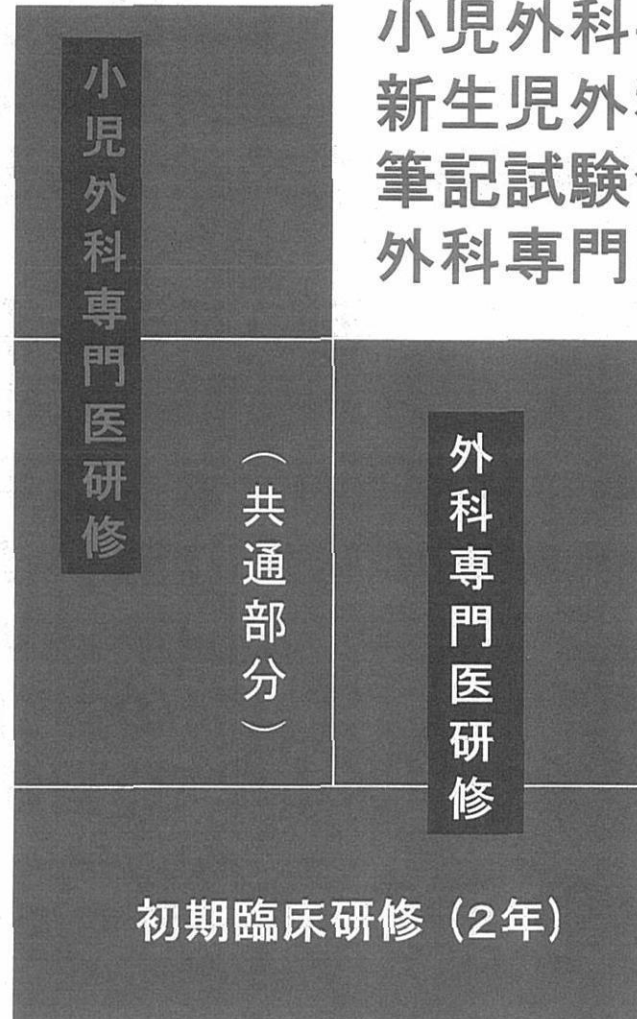 小児外科
新生児外
筆記試験
外科専門
小児外科専門医研修
（共通部分）
外科専門医研修
初期臨床研修（2年）